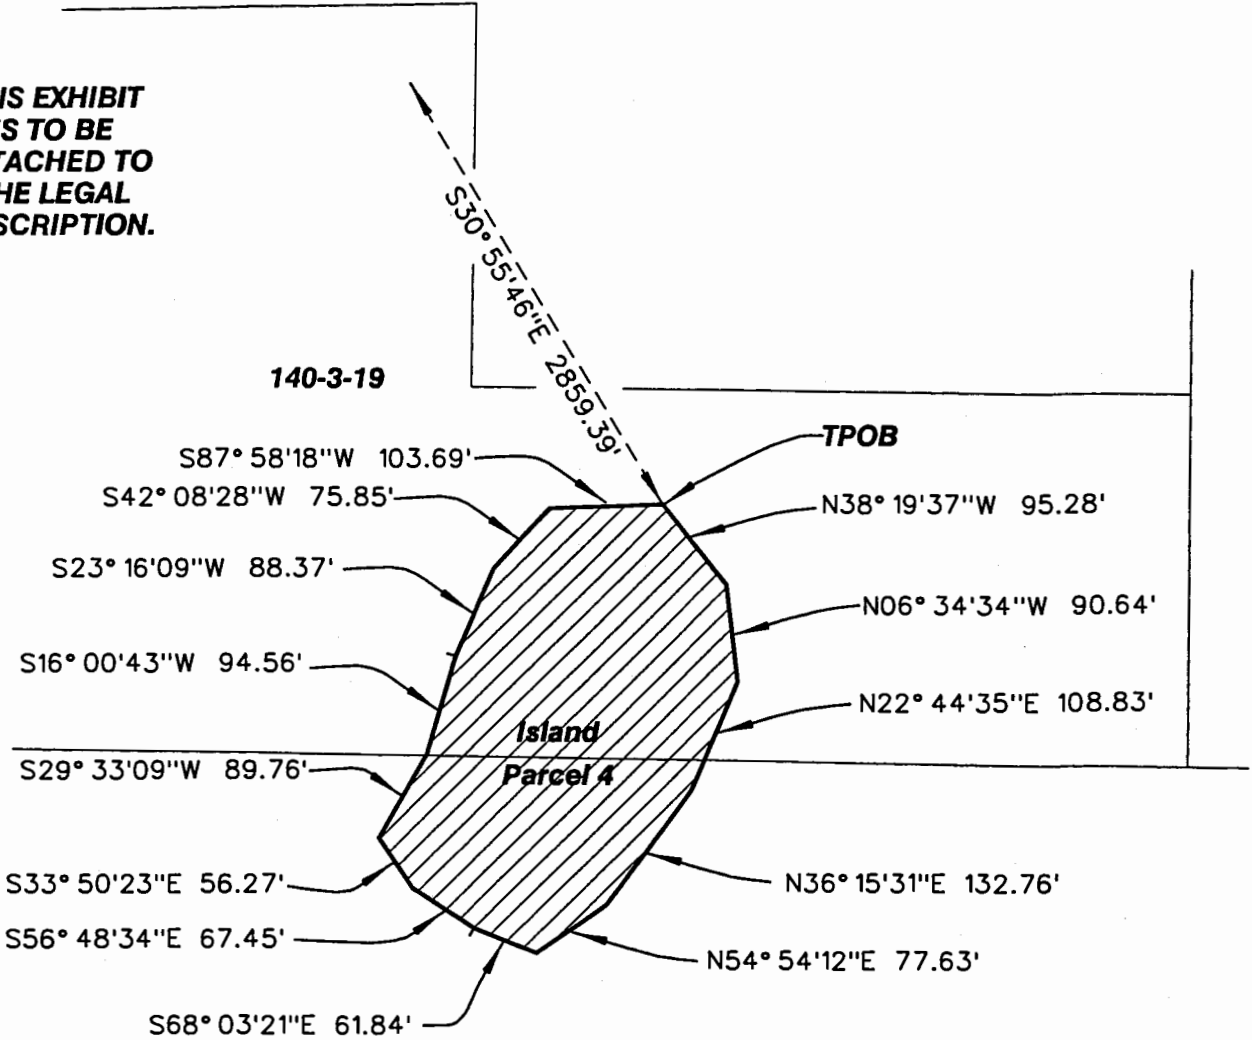 IS EXHIBIT
IS TO BE
TACHED TO
HE LEGAL
SCRIPTION.
S30° 55'46"E 2859.39'
140-3-19
TPOB
S87° 58'18"W 103.69'
S42° 08'28"W 75.85'
N38° 19'37"W 95.28'
S23° 16'09"W 88.37'
N06° 34'34"W 90.64'
S16° 00'43"W 94.56'
N22° 44'35"E 108.83'
Island
Parcel 4
S29° 33'09"W 89.76'
S33° 50'23"E 56.27'
N36° 15'31"E 132.76'
S56° 48'34"E 67.45'
N54° 54'12"E 77.63'
S68° 03'21"E 61.84'